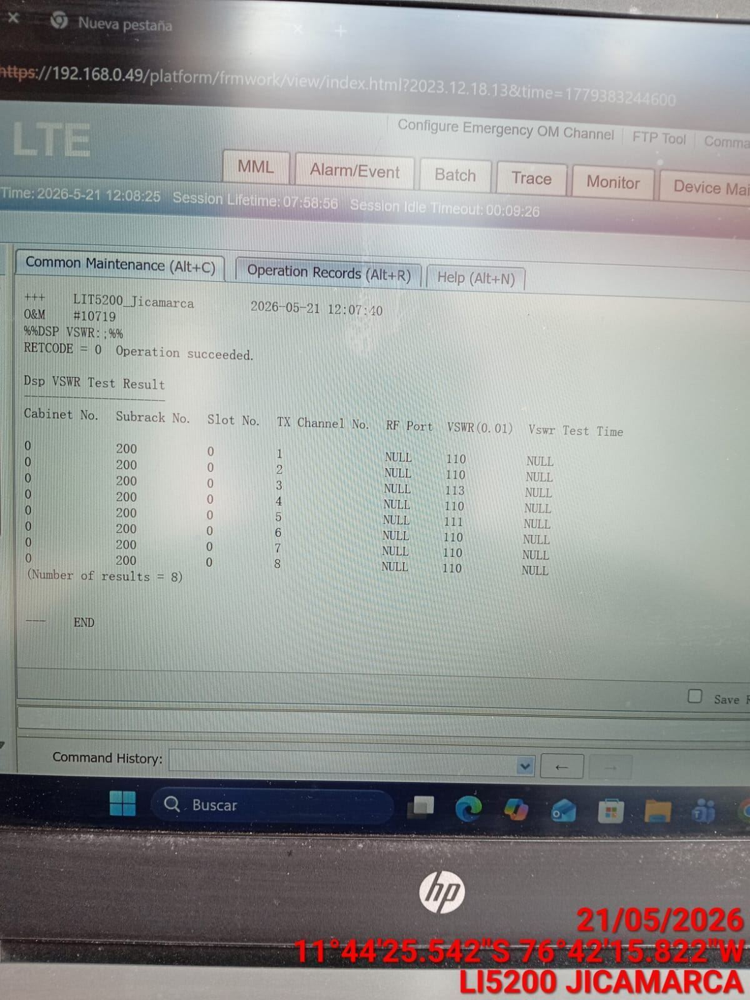 Nueva pestaña
https://192.168.0.49/platform/frmwork/view/index.html?2023.12.18.13&time=1779383244600
LTE
Configure Emergency OM Channel | FTP Tool |
MML Alarm/Event Batch Trace Monitor Device
Time: 2026-5-21 12:08:25 Session Lifetime: 07:58:56 Session Idle Timeout: 00:09:26
Common Maintenance (Alt+C) Operation Records (Alt+R) Help (Alt+N)
+++ LIT5200_Jicamarca 2026-05-21 12:07:40
O&M #10719
%%DSP VSWR:;%%
RETCODE = 0 Operation succeeded.
Dsp VSWR Test Result
--------------------
Cabinet No. Subrack No. Slot No. TX Channel No. RF Port VSWR(0.01) Vswr Test Time
0 200 0 1 NULL 110 NULL
0 200 0 2 NULL 110 NULL
0 200 0 3 NULL 113 NULL
0 200 0 4 NULL 110 NULL
0 200 0 5 NULL 111 NULL
0 200 0 6 NULL 110 NULL
0 200 0 7 NULL 110 NULL
0 200 0 8 NULL 110 NULL
(Number of results = 8)
--- END
Save
Command History:
Buscar
hp
21/05/2026
11°44'25.542"S 76°42'15.822"W
LI5200 JICAMARCA